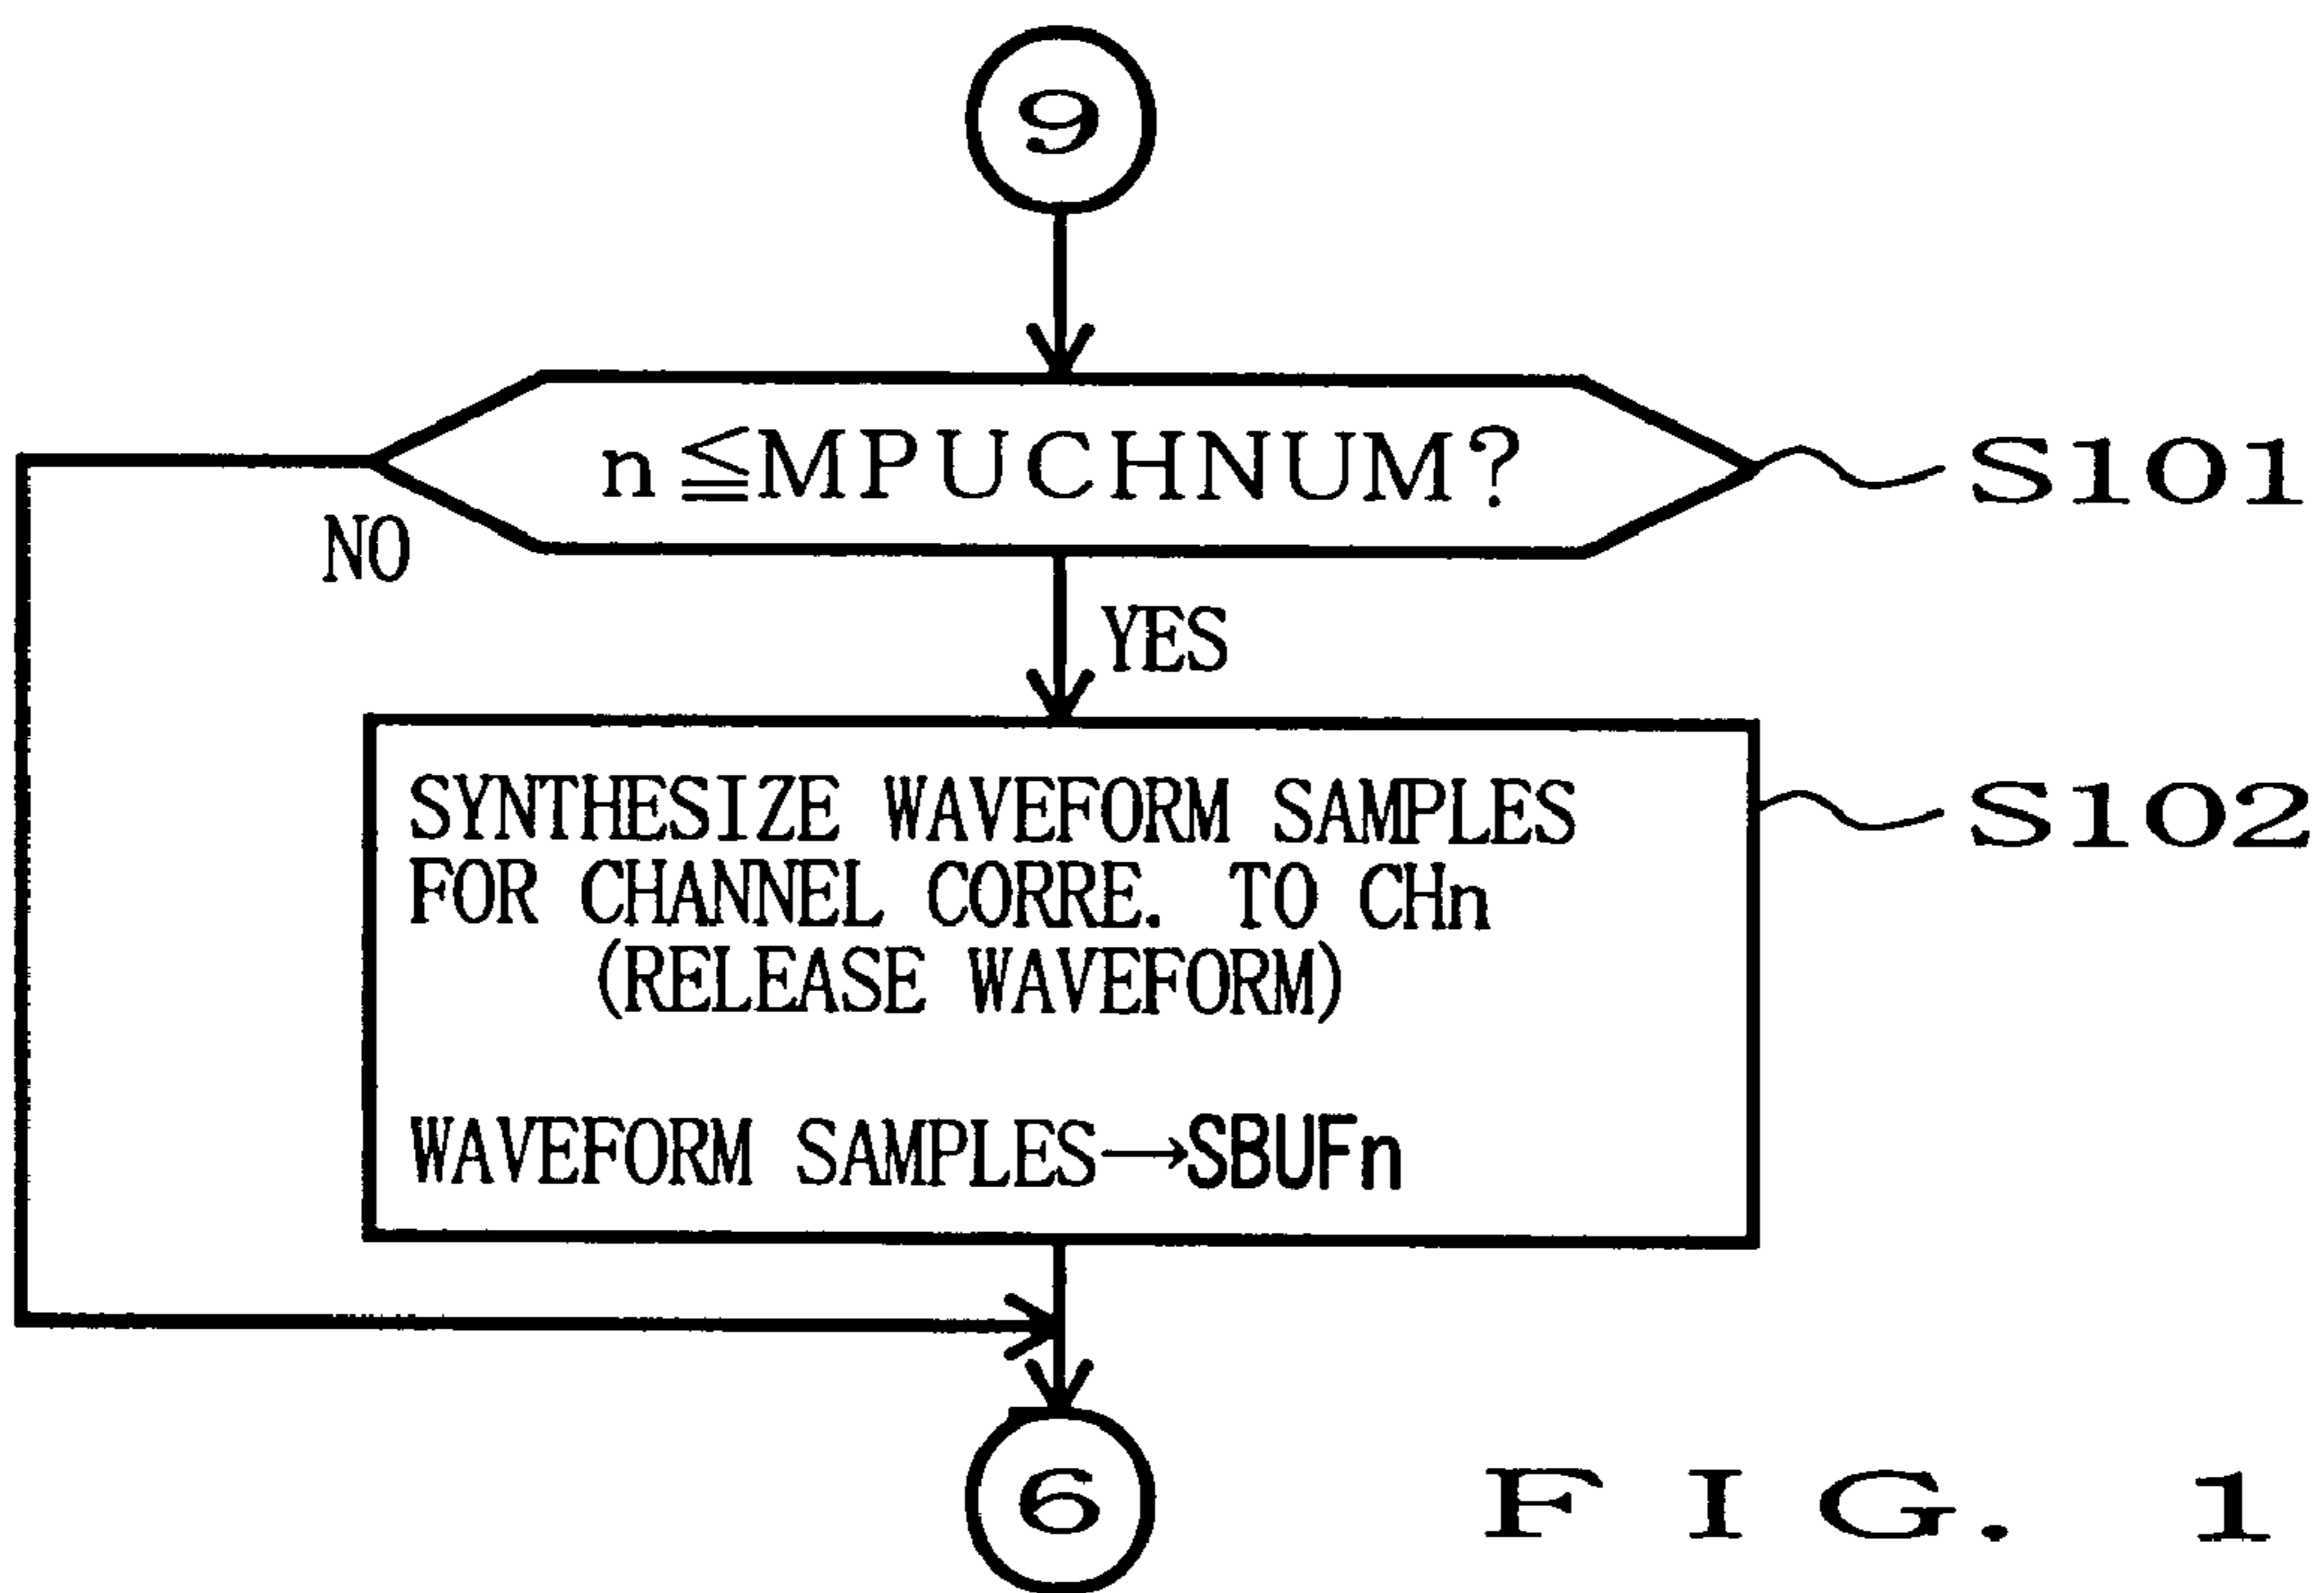 9
n≦MPUCHNUM?
S101
NO
YES
SYNTHESIZE WAVEFORM SAMPLES
FOR CHANNEL CORRE. TO CHn
(RELEASE WAVEFORM)
WAVEFORM SAMPLES→SBUFn
S102
6
FIG. 1